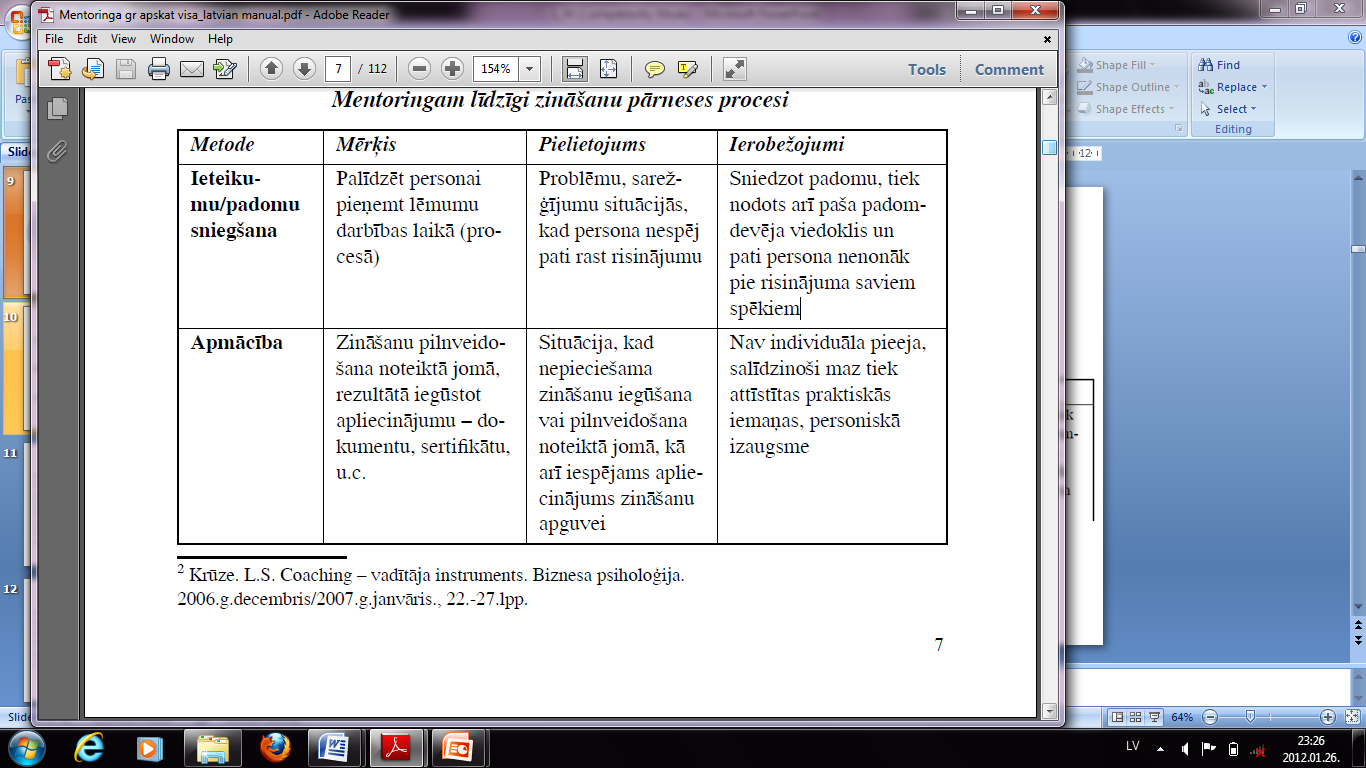 Mentoringa gr apskat visa_latvian manual.pdf - Adobe Reader
File Edit View Window Help
7 / 112 154% Tools Comment
Shape Fill
Shape Outline
Shape Effects
Find
Replace
Select
Editing
Slide
9
10
11
12
Mentoringam līdzīgi zināšanu pārneses procesi
Metode Mērķis Pielietojums Ierobežojumi
Ieteiku-
mu/padomu
sniegšana
Palīdzēt personai
pieņemt lēmumu
darbības laikā (pro-
cesā)
Problēmu, sarež-
ģījumu situācijās,
kad persona nespēj
pati rast risinājumu
Sniedzot padomu, tiek
nodots arī paša padom-
devēja viedoklis un
pati persona nenonāk
pie risinājuma saviem
spēkiem
Apmācība
Zināšanu pilnveido-
šana noteiktā jomā,
rezultātā iegūstot
apliecinājumu – do-
kumentu, sertifikātu,
u.c.
Situācija, kad
nepieciešama
zināšanu iegūšana
vai pilnveidošana
noteiktā jomā, kā
arī iespējams aplie-
cinājums zināšanu
apguvei
Nav individuāla pieeja,
salīdzinoši maz tiek
attīstītas praktiskās
iemaņas, personiskā
izaugsme
2 Krūze. L.S. Coaching – vadītāja instruments. Biznesa psiholoģija.
2006.g.decembris/2007.g.janvāris., 22.-27.lpp.
7
12
64%
LV
23:26
2012.01.26.